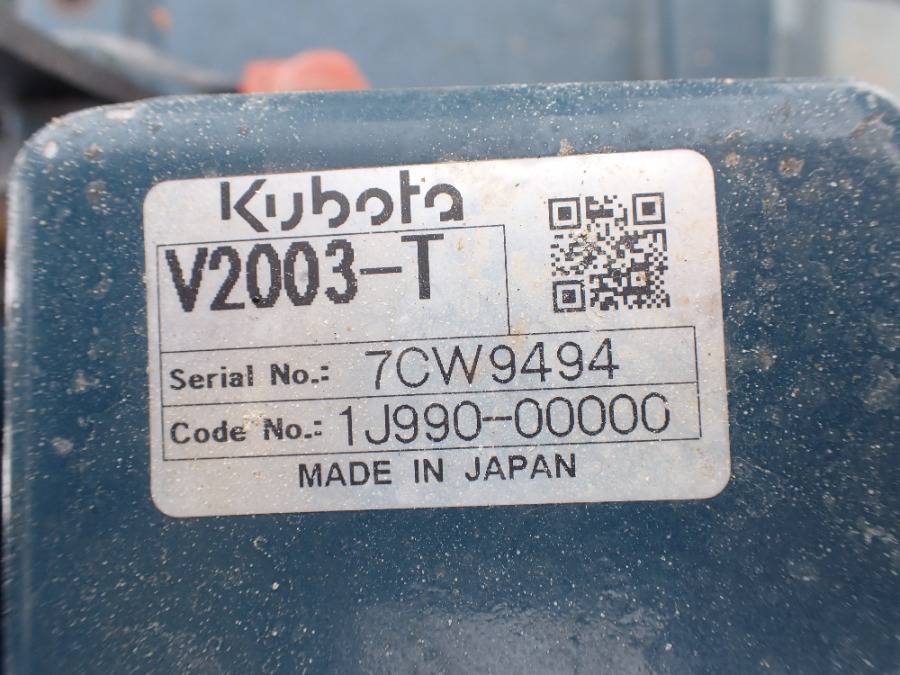 Kubota
V2003-T
Serial No.: 7CW9494
Code No.: 1J990-00000
MADE IN JAPAN